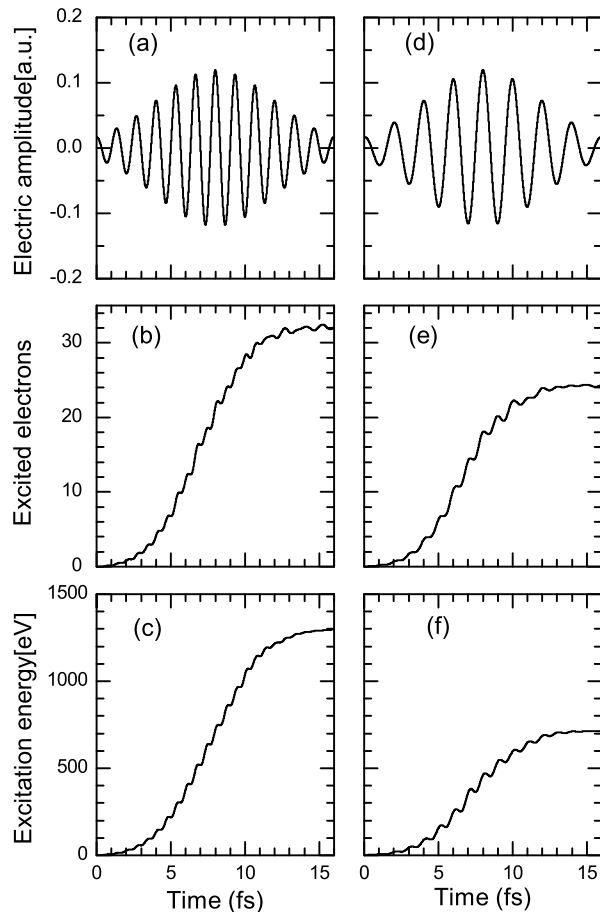 (a)
(d)
Electric amplitude[a.u.]
0.2
0.1
0.0
-0.1
-0.2
(b)
(e)
Excited electrons
30
20
10
0
(c)
(f)
Excitation energy[eV]
1500
1000
500
0
0 5 10 15
0 5 10 15
Time (fs)
Time (fs)